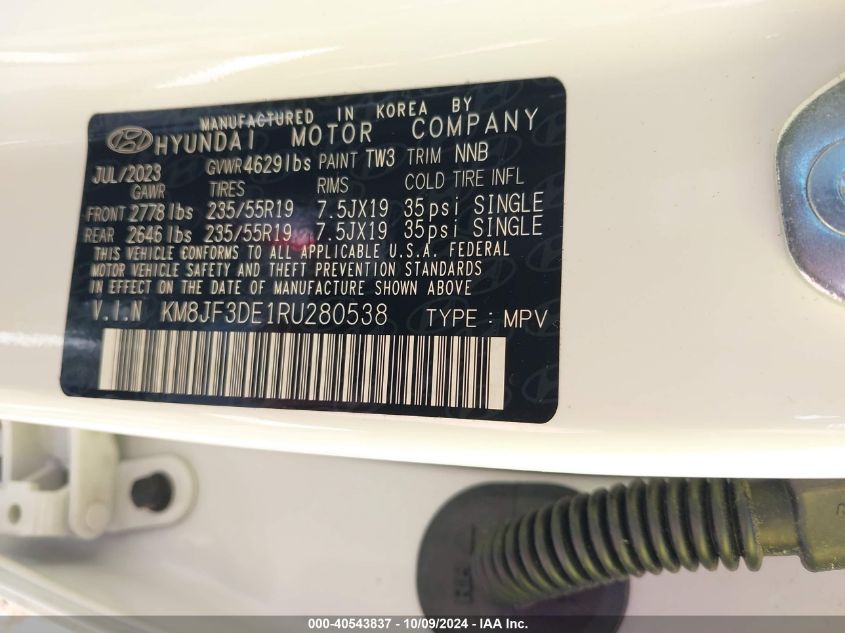 MANUFACTURED IN KOREA BY
HYUNDAI MOTOR COMPANY
JUL/2023 GVWR 4629 lbs PAINT TW3 TRIM NNB
GAWR TIRES RIMS COLD TIRE INFL
FRONT 2778 lbs 235/55R19 7.5JX19 35psi SINGLE
REAR 2646 lbs 235/55R19 7.5JX19 35psi SINGLE
THIS VEHICLE CONFORMS TO ALL APPLICABLE U.S.A. FEDERAL
MOTOR VEHICLE SAFETY AND THEFT PREVENTION STANDARDS
IN EFFECT ON THE DATE OF MANUFACTURE SHOWN ABOVE
V.I.N KM8JF3DE1RU280538 TYPE : MPV
000-40543837 - 10/09/2024 - IAA Inc.